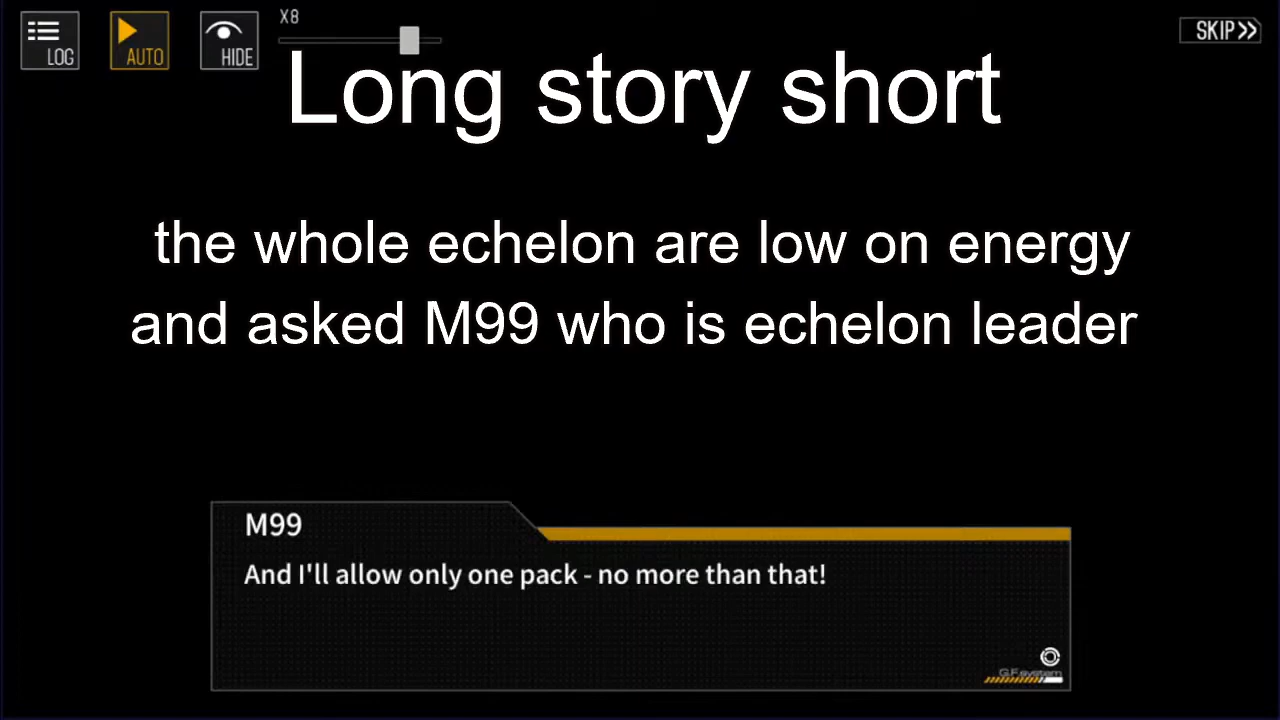 X8
LOG
AUTO
HIDE
SKIP
Long story short
the whole echelon are low on energy
and asked M99 who is echelon leader
M99
And I'll allow only one pack - no more than that!
G.F.system